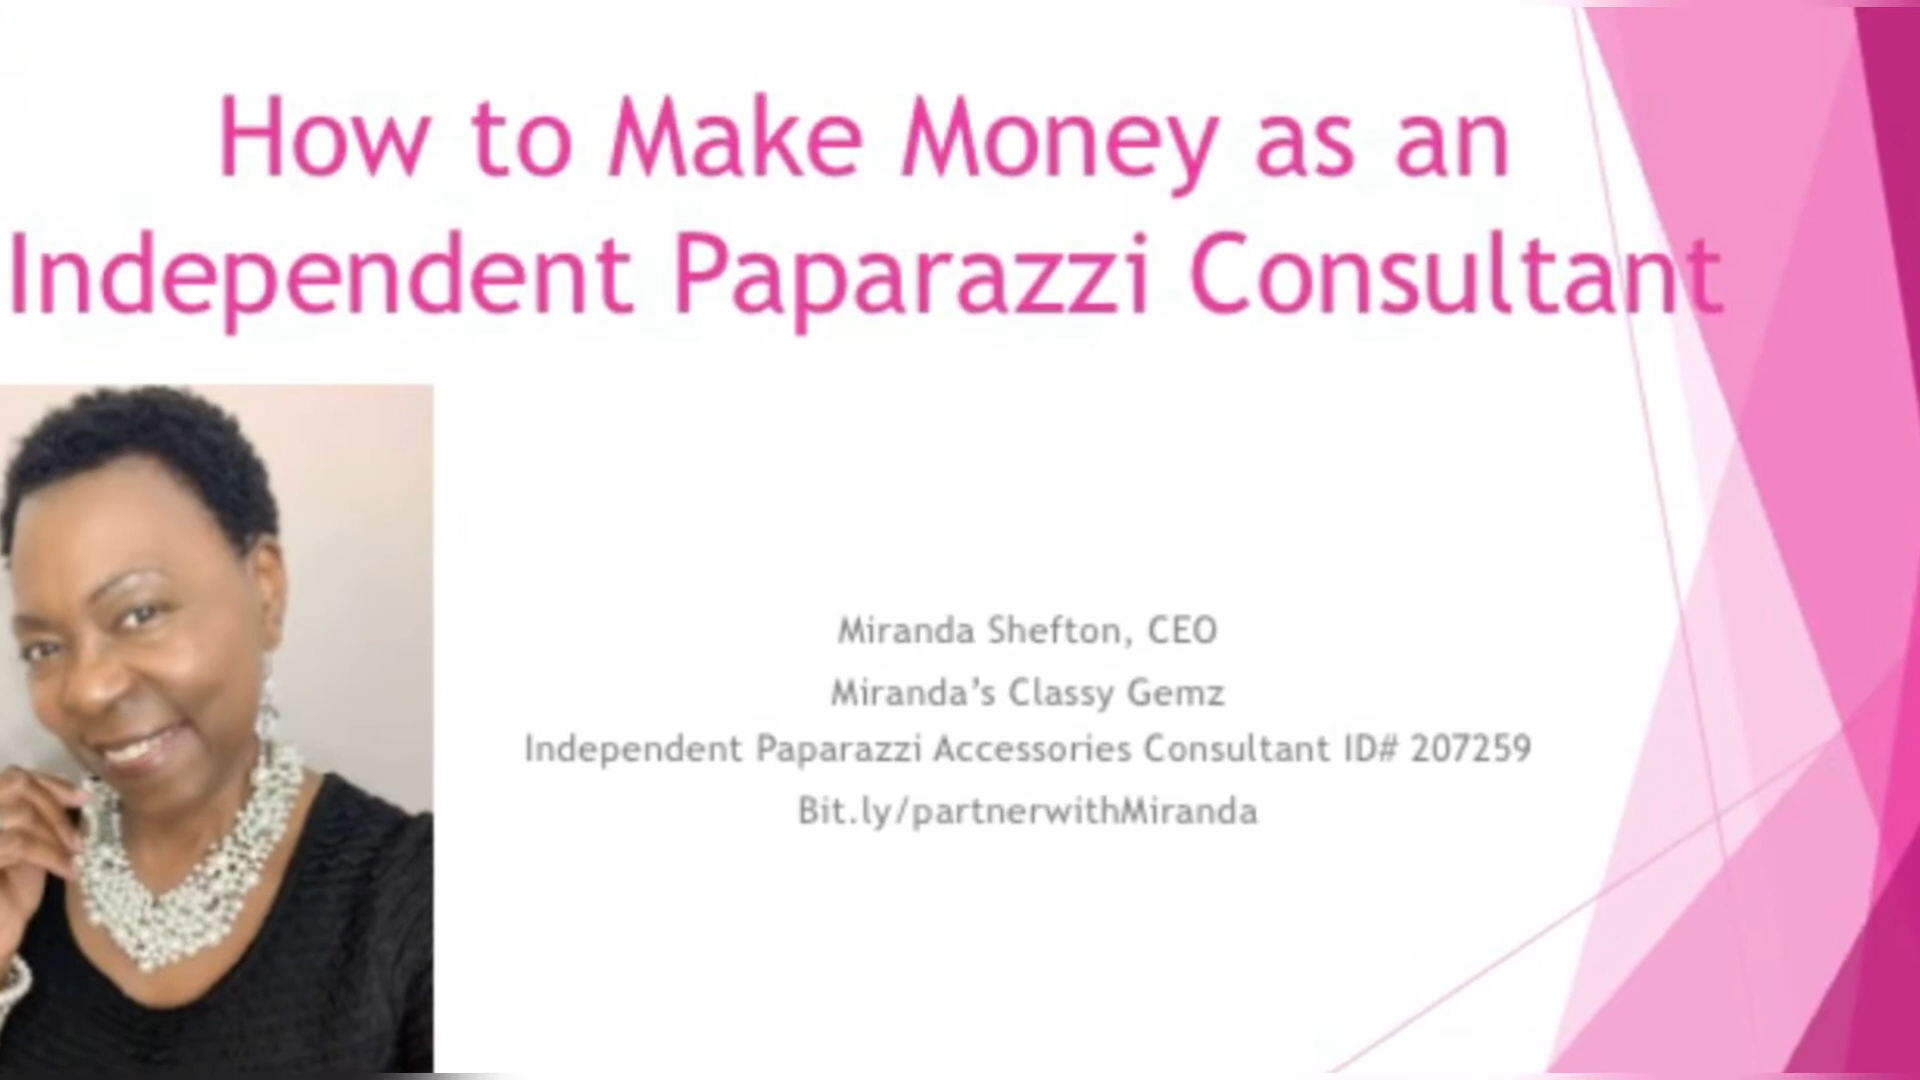 How to Make Money as an
Independent Paparazzi Consultant
Miranda Shefton, CEO
Miranda’s Classy Gemz
Independent Paparazzi Accessories Consultant ID# 207259
Bit.ly/partnerwithMiranda